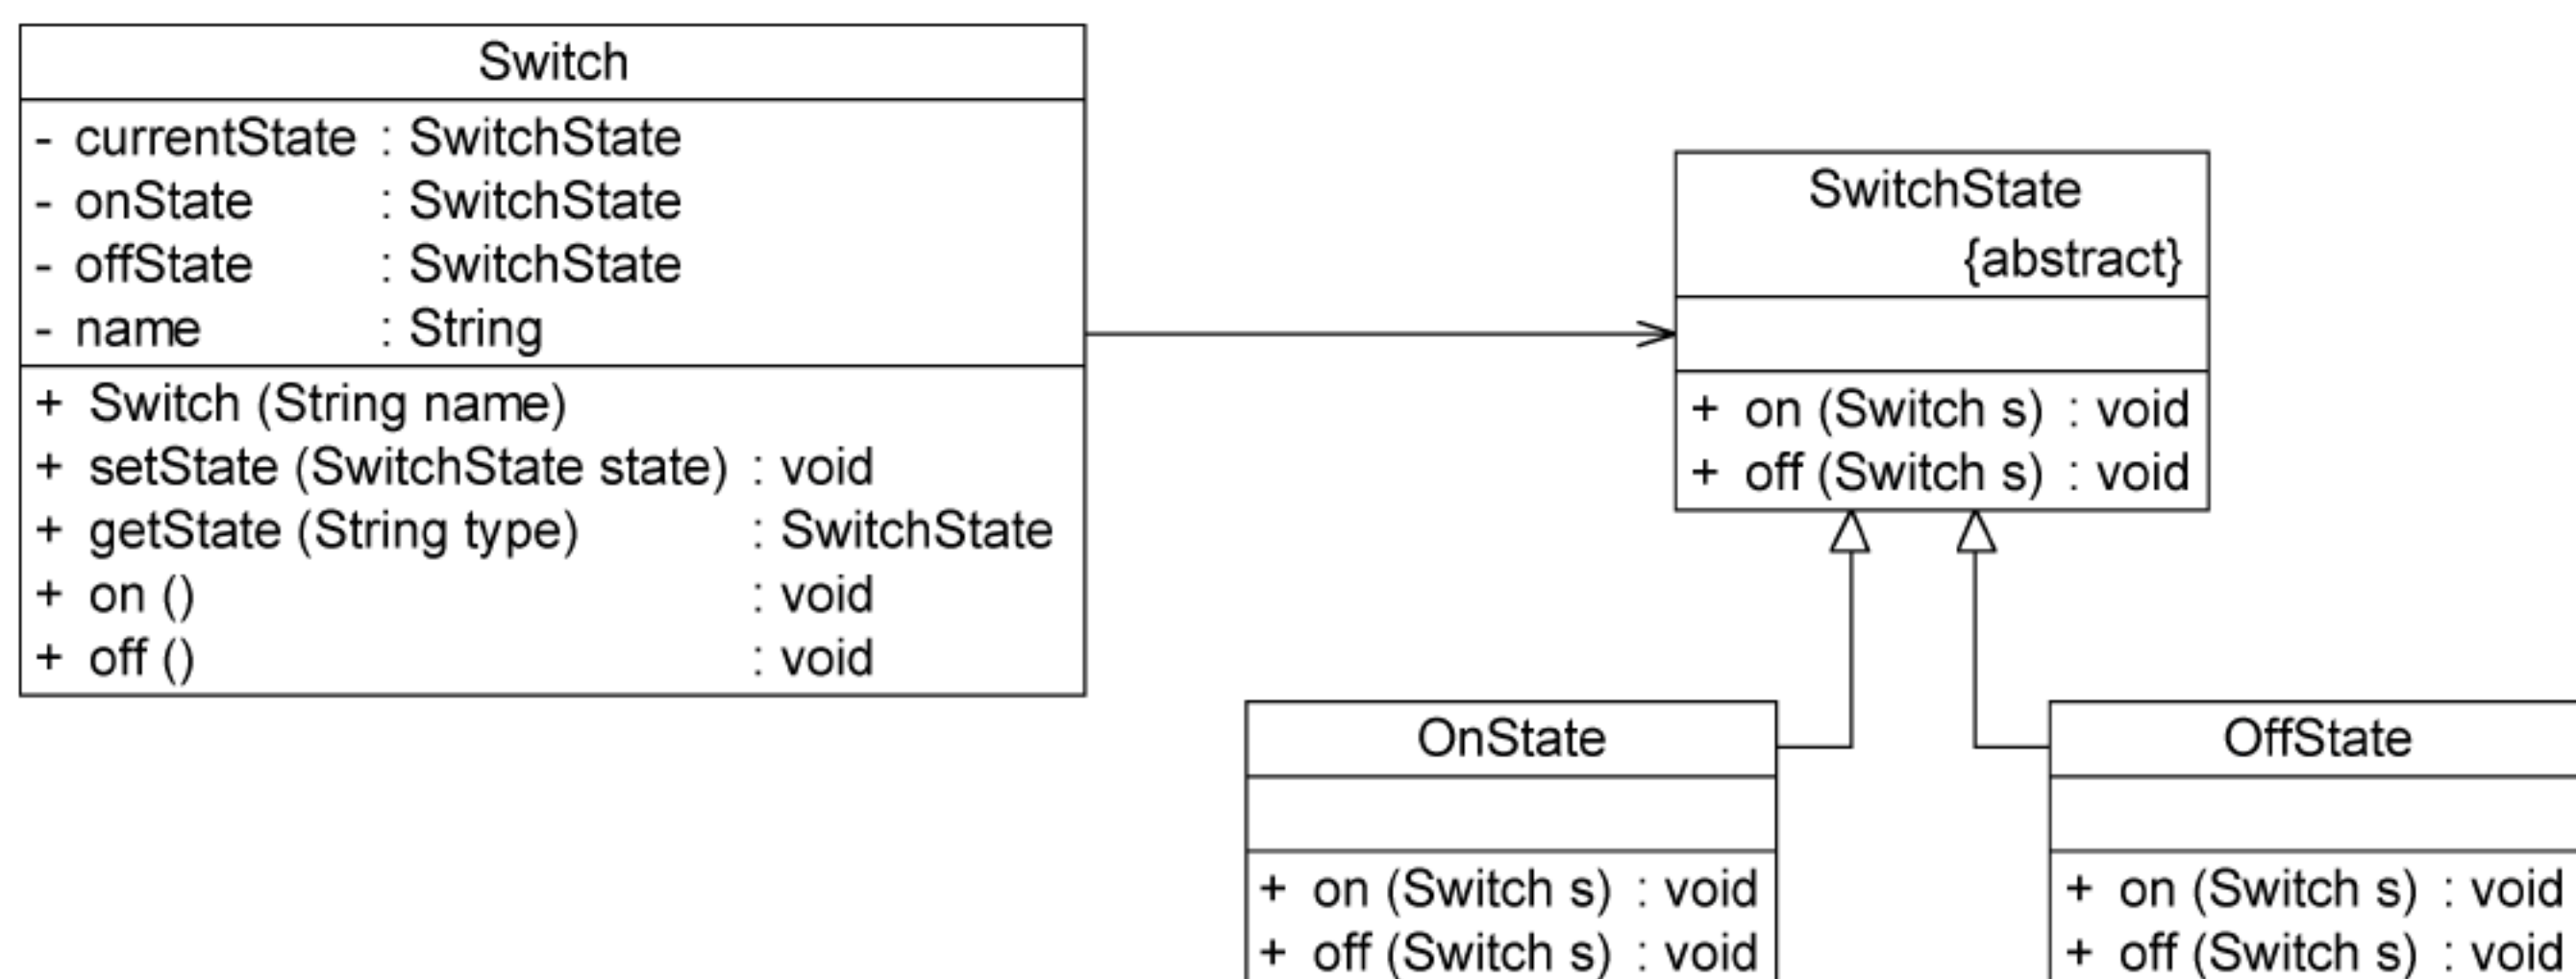 Switch
- currentState : SwitchState
- onState : SwitchState
- offState : SwitchState
- name : String
+ Switch (String name)
+ setState (SwitchState state) : void
+ getState (String type) : SwitchState
+ on () : void
+ off () : void
SwitchState
{abstract}
+ on (Switch s) : void
+ off (Switch s) : void
OnState
+ on (Switch s) : void
+ off (Switch s) : void
OffState
+ on (Switch s) : void
+ off (Switch s) : void